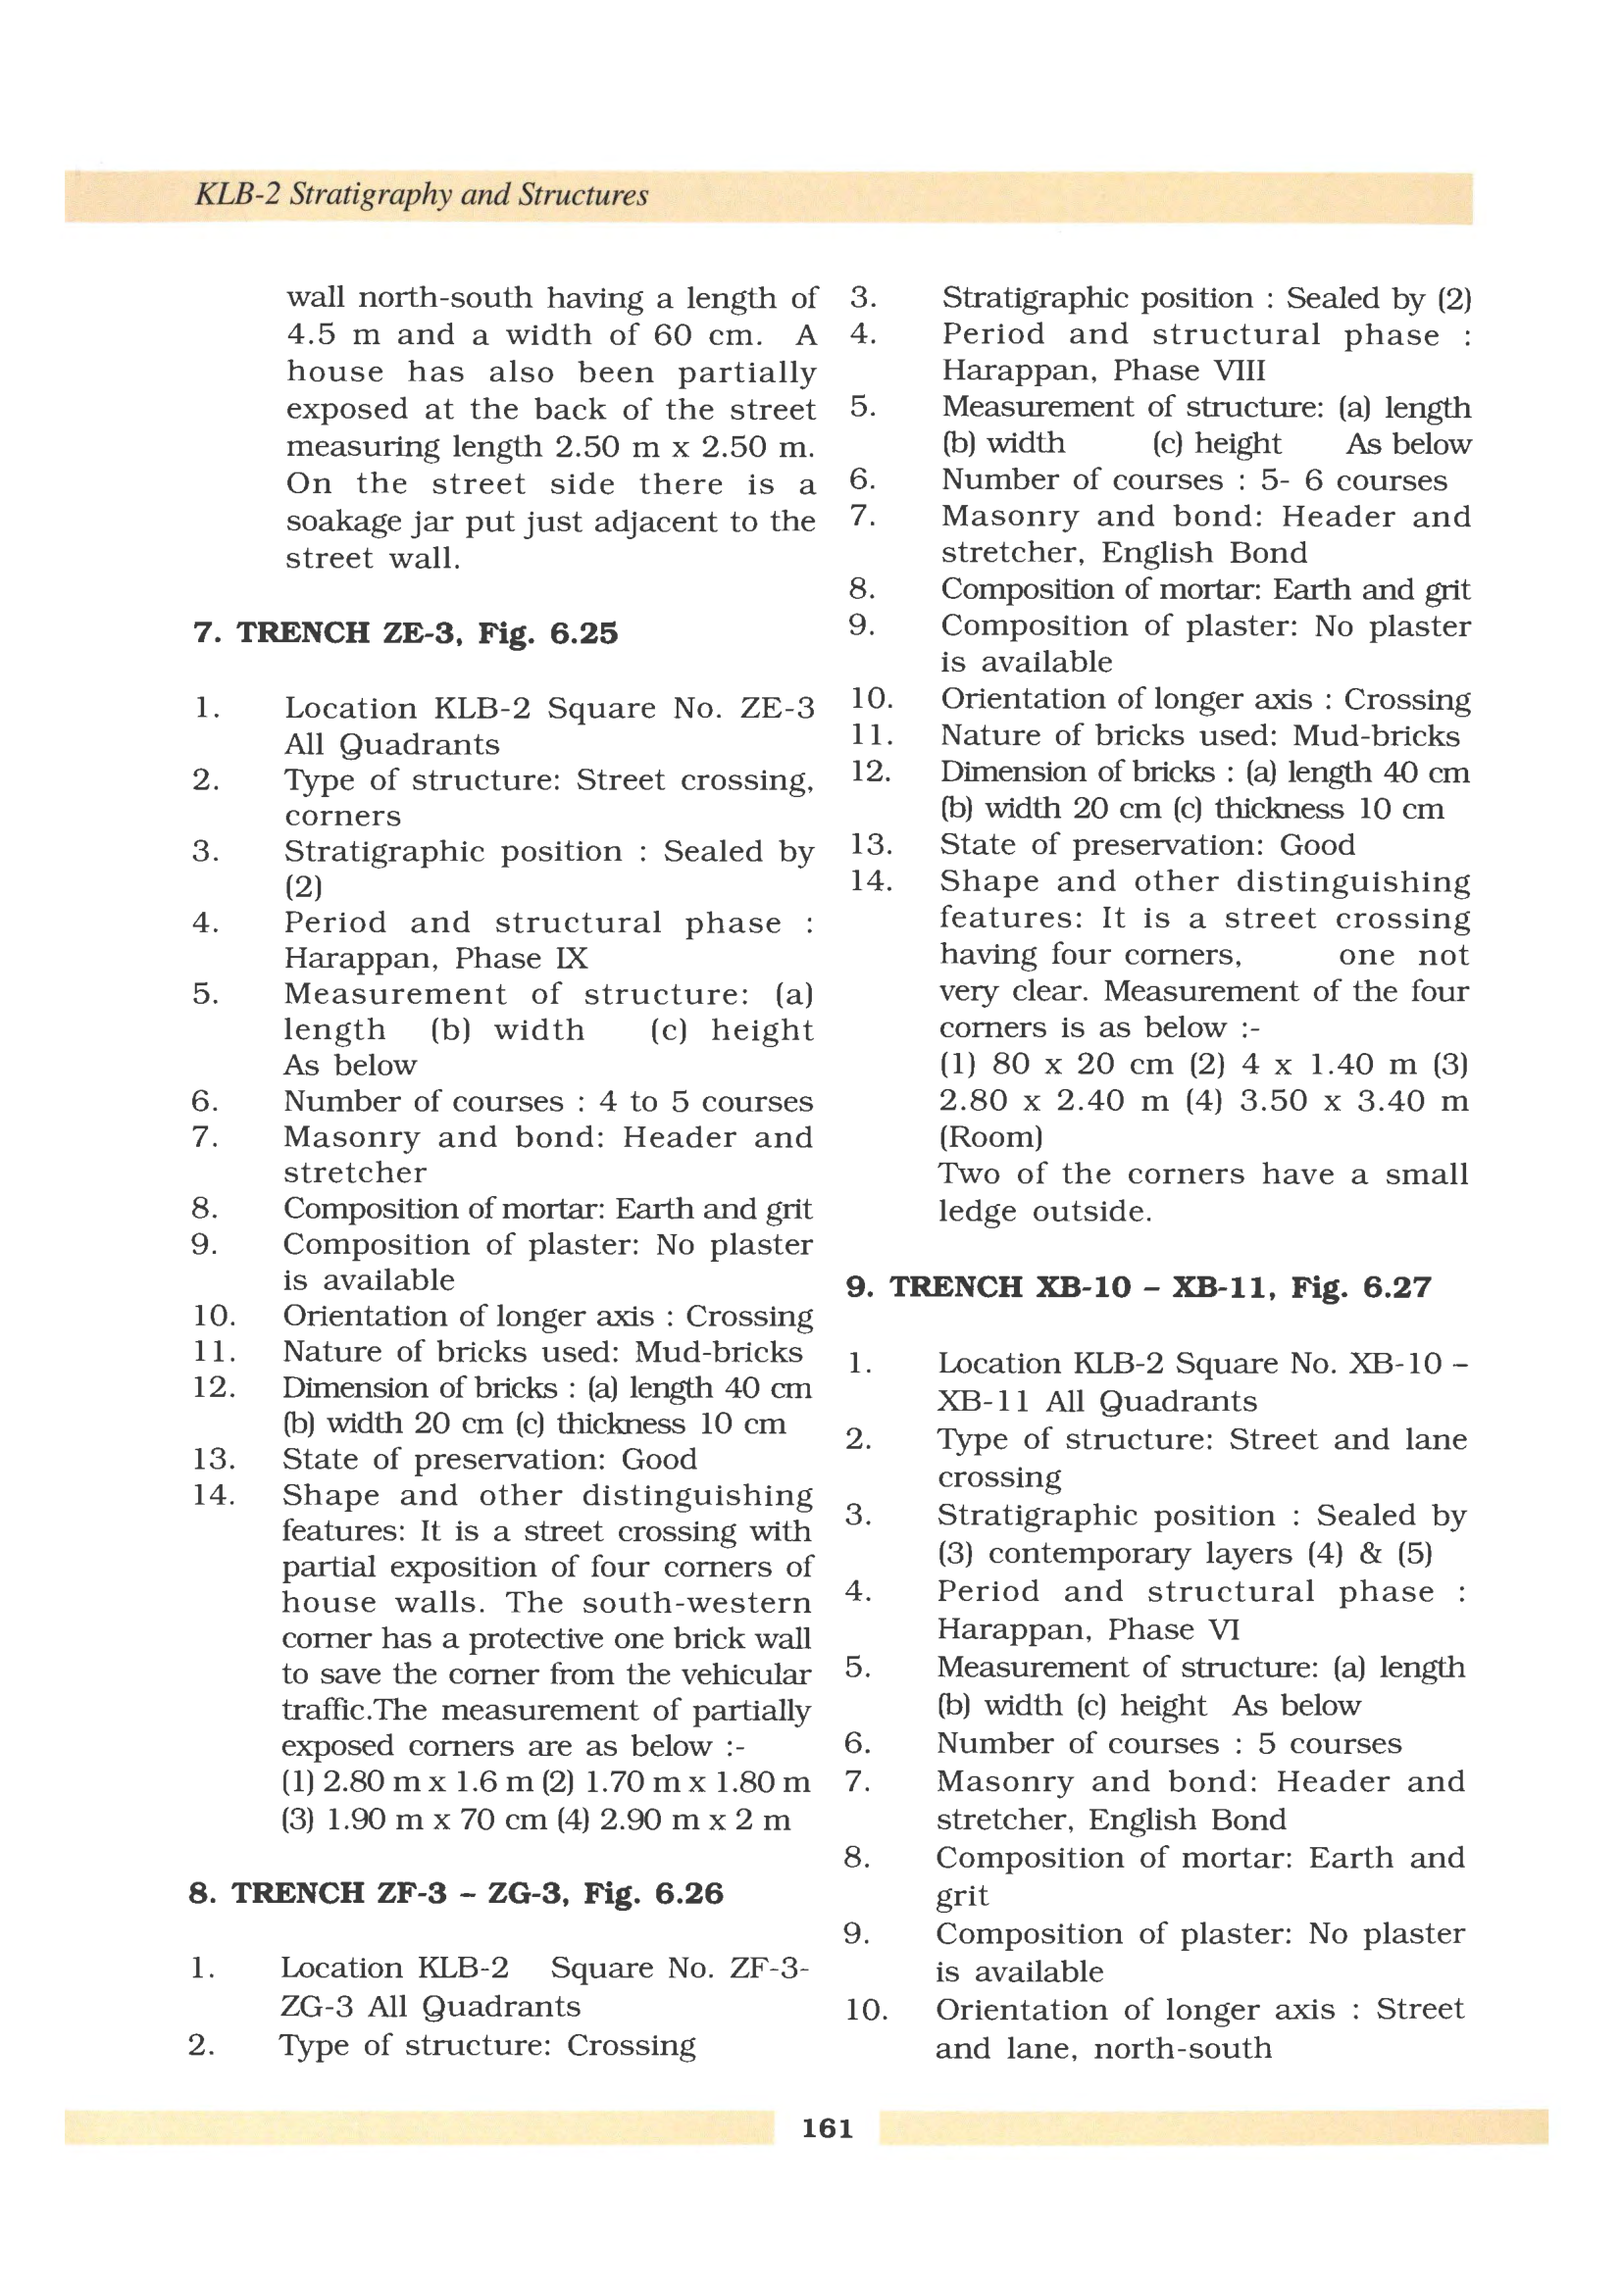 KLB-2 Stratigraphy and Structures
wall north-south having a length of
4.5 m and a width of 60 cm. A
house has also been partially
exposed at the back of the street
measuring length 2.50 m x 2.50 m.
On the street side there is a
soakage jar put just adjacent to the
street wall.
7. TRENCH ZE-3, Fig. 6.25
1. Location KLB-2 Square No. ZE-3
All Quadrants
2. Type of structure: Street crossing,
corners
3. Stratigraphic position : Sealed by
(2)
4. Period and structural phase :
Harappan, Phase IX
5. Measurement of structure: (a)
length (b) width (c) height
As below
6. Number of courses : 4 to 5 courses
7. Masonry and bond: Header and
stretcher
8. Composition of mortar: Earth and grit
9. Composition of plaster: No plaster
is available
10. Orientation of longer axis : Crossing
11. Nature of bricks used: Mud-bricks
12. Dimension of bricks : (a) length 40 cm
(b) width 20 cm (c) thickness 10 cm
13. State of preservation: Good
14. Shape and other distinguishing
features: It is a street crossing with
partial exposition of four corners of
house walls. The south-western
corner has a protective one brick wall
to save the corner from the vehicular
traffic.The measurement of partially
exposed corners are as below :-
(1) 2.80 m x 1.6 m (2) 1.70 m x 1.80 m
(3) 1.90 m x 70 cm (4) 2.90 m x 2 m
8. TRENCH ZF-3 – ZG-3, Fig. 6.26
1. Location KLB-2 Square No. ZF-3-
ZG-3 All Quadrants
2. Type of structure: Crossing
3. Stratigraphic position : Sealed by (2)
4. Period and structural phase :
Harappan, Phase VIII
5. Measurement of structure: (a) length
(b) width (c) height As below
6. Number of courses : 5- 6 courses
7. Masonry and bond: Header and
stretcher, English Bond
8. Composition of mortar: Earth and grit
9. Composition of plaster: No plaster
is available
10. Orientation of longer axis : Crossing
11. Nature of bricks used: Mud-bricks
12. Dimension of bricks : (a) length 40 cm
(b) width 20 cm (c) thickness 10 cm
13. State of preservation: Good
14. Shape and other distinguishing
features: It is a street crossing
having four corners, one not
very clear. Measurement of the four
corners is as below :-
(1) 80 x 20 cm (2) 4 x 1.40 m (3)
2.80 x 2.40 m (4) 3.50 x 3.40 m
(Room)
Two of the corners have a small
ledge outside.
9. TRENCH XB-10 – XB-11, Fig. 6.27
1. Location KLB-2 Square No. XB-10 –
XB-11 All Quadrants
2. Type of structure: Street and lane
crossing
3. Stratigraphic position : Sealed by
(3) contemporary layers (4) & (5)
4. Period and structural phase :
Harappan, Phase VI
5. Measurement of structure: (a) length
(b) width (c) height As below
6. Number of courses : 5 courses
7. Masonry and bond: Header and
stretcher, English Bond
8. Composition of mortar: Earth and
grit
9. Composition of plaster: No plaster
is available
10. Orientation of longer axis : Street
and lane, north-south
161